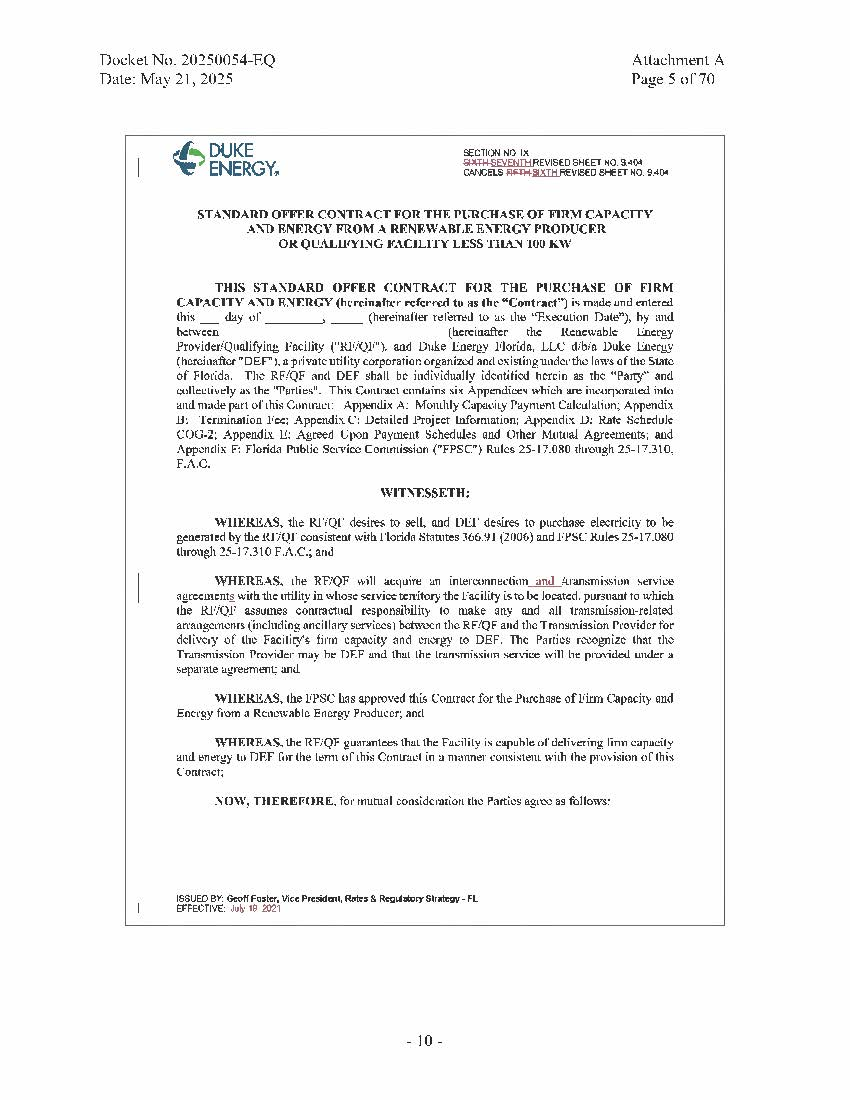 Docket No. 20250054-EQ
Date: May 21, 2025
Attachment A
Page 5 of 70
DUKE
ENERGY®
SECTION NO. IX
SIXTH SEVENTH REVISED SHEET NO. 9.404
CANCELS FIFTH SIXTH REVISED SHEET NO. 9.404
STANDARD OFFER CONTRACT FOR THE PURCHASE OF FIRM CAPACITY
AND ENERGY FROM A RENEWABLE ENERGY PRODUCER
OR QUALIFYING FACILITY LESS THAN 100 KW
THIS STANDARD OFFER CONTRACT FOR THE PURCHASE OF FIRM
CAPACITY AND ENERGY (hereinafter referred to as the “Contract”) is made and entered
this ___ day of _________, _____ (hereinafter referred to as the “Execution Date”), by and
between (hereinafter the Renewable Energy
Provider/Qualifying Facility ("RF/QF"), and Duke Energy Florida, LLC d/b/a Duke Energy
(hereinafter "DEF"), a private utility corporation organized and existing under the laws of the State
of Florida. The RF/QF and DEF shall be individually identified herein as the “Party” and
collectively as the "Parties". This Contract contains six Appendices which are incorporated into
and made part of this Contract: Appendix A: Monthly Capacity Payment Calculation; Appendix
B: Termination Fee; Appendix C: Detailed Project Information; Appendix D: Rate Schedule
COG-2; Appendix E: Agreed Upon Payment Schedules and Other Mutual Agreements; and
Appendix F: Florida Public Service Commission ("FPSC") Rules 25-17.080 through 25-17.310,
F.A.C.
WITNESSETH:
WHEREAS, the RF/QF desires to sell, and DEF desires to purchase electricity to be
generated by the RF/QF consistent with Florida Statutes 366.91 (2006) and FPSC Rules 25-17.080
through 25-17.310 F.A.C.; and
WHEREAS, the RF/QF will acquire an interconnection and /transmission service
agreements with the utility in whose service territory the Facility is to be located, pursuant to which
the RF/QF assumes contractual responsibility to make any and all transmission-related
arrangements (including ancillary services) between the RF/QF and the Transmission Provider for
delivery of the Facility's firm capacity and energy to DEF. The Parties recognize that the
Transmission Provider may be DEF and that the transmission service will be provided under a
separate agreement; and
WHEREAS, the FPSC has approved this Contract for the Purchase of Firm Capacity and
Energy from a Renewable Energy Producer; and
WHEREAS, the RF/QF guarantees that the Facility is capable of delivering firm capacity
and energy to DEF for the term of this Contract in a manner consistent with the provision of this
Contract;
NOW, THEREFORE, for mutual consideration the Parties agree as follows:
ISSUED BY: Geoff Foster, Vice President, Rates & Regulatory Strategy - FL
EFFECTIVE: July 19, 2021
- 10 -